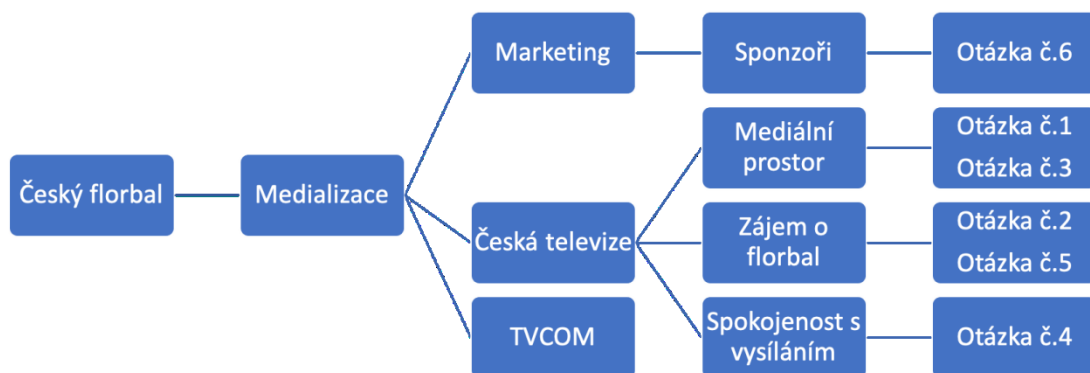 Český florbal
Medializace
Marketing
Sponzoři
Otázka č.6
Česká televize
Mediální
prostor
Otázka č.1
Otázka č.3
Zájem o
florbal
Otázka č.2
Otázka č.5
Spokojenost s
vysíláním
Otázka č.4
TVCOM